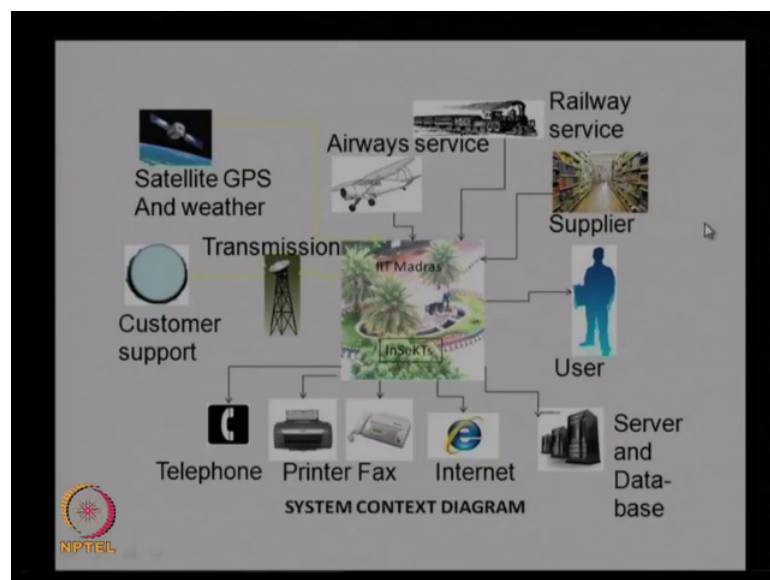 Railway
service
Airways service
Satellite GPS
And weather
Supplier
Transmission
IIT Madras
Customer
support
InSeKTs
User
Server
and
Data-
base
Telephone
Printer
Fax
Internet
SYSTEM CONTEXT DIAGRAM
NPTEL